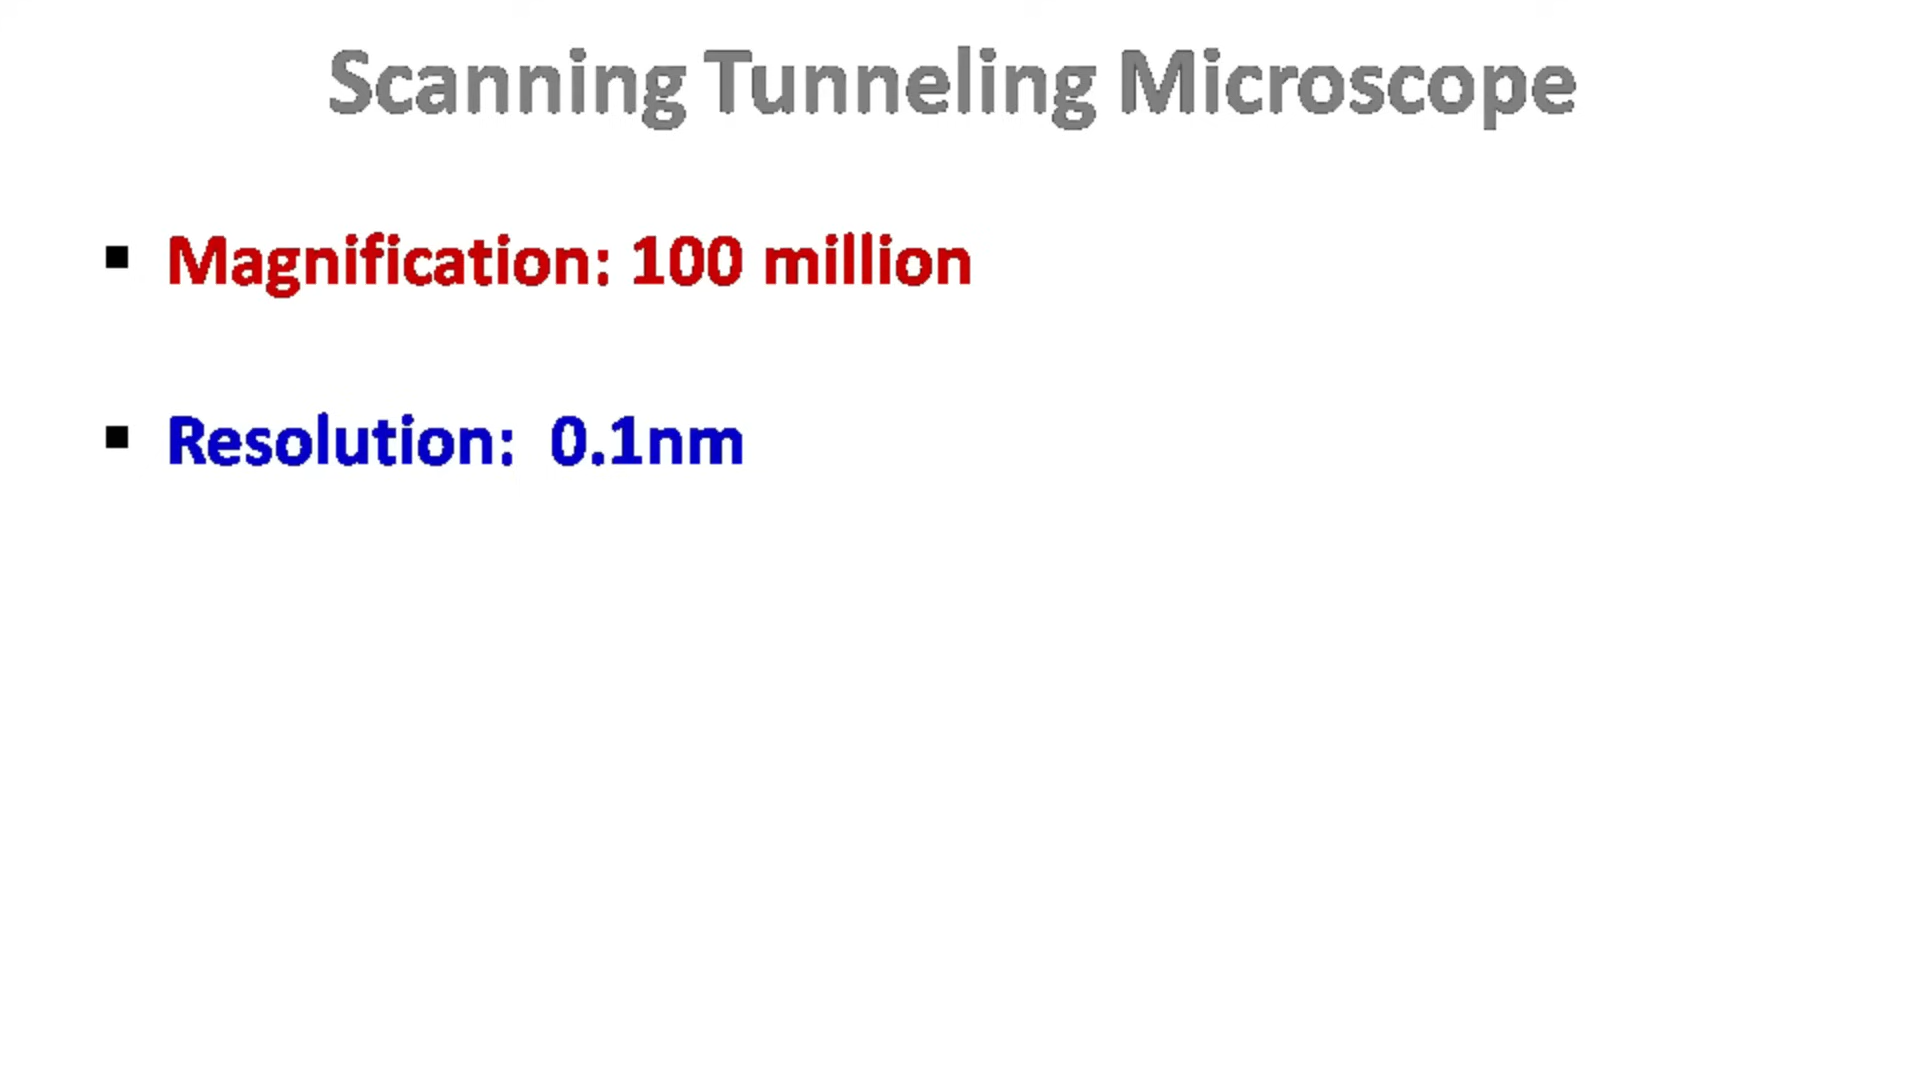 Scanning Tunneling Microscope
▪ Magnification: 100 million
▪ Resolution: 0.1nm